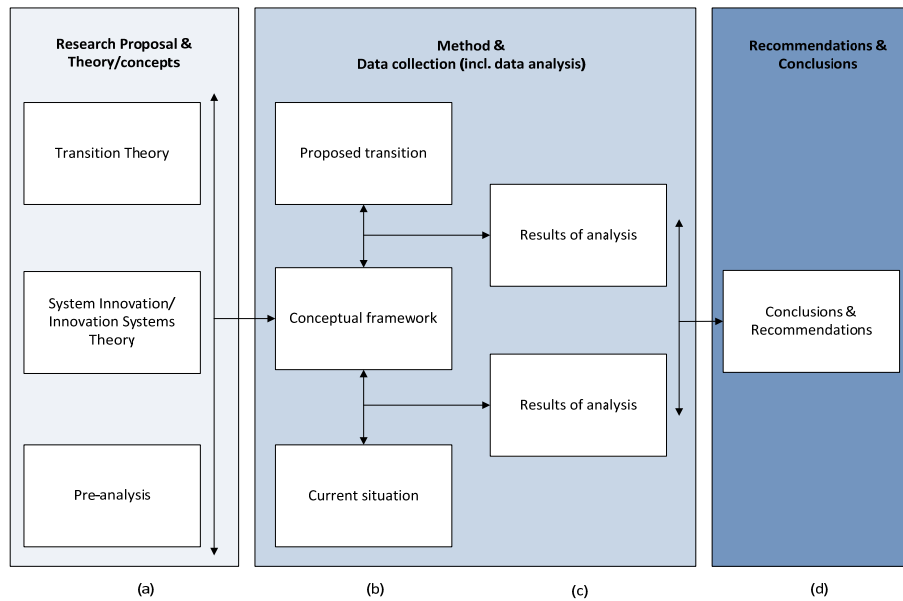 Research Proposal &
Theory/concepts
Transition Theory
System Innovation/
Innovation Systems
Theory
Pre-analysis
Method &
Data collection (incl. data analysis)
Proposed transition
Conceptual framework
Current situation
Results of analysis
Results of analysis
Recommendations &
Conclusions
Conclusions &
Recommendations
(a)
(b)
(c)
(d)